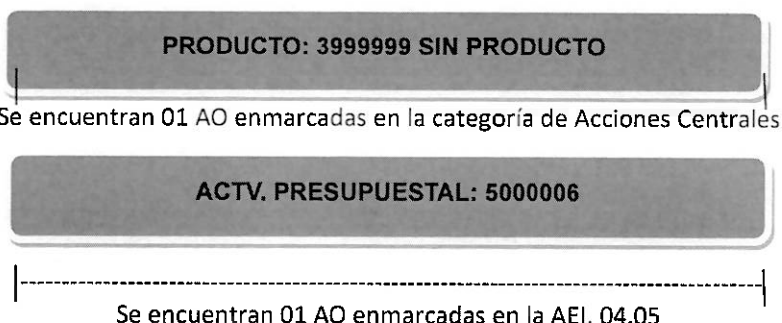 PRODUCTO: 3999999 SIN PRODUCTO
Se encuentran 01 AO enmarcadas en la categoría de Acciones Centrales
ACTV. PRESUPUESTAL: 5000006
Se encuentran 01 AO enmarcadas en la AEI. 04.05